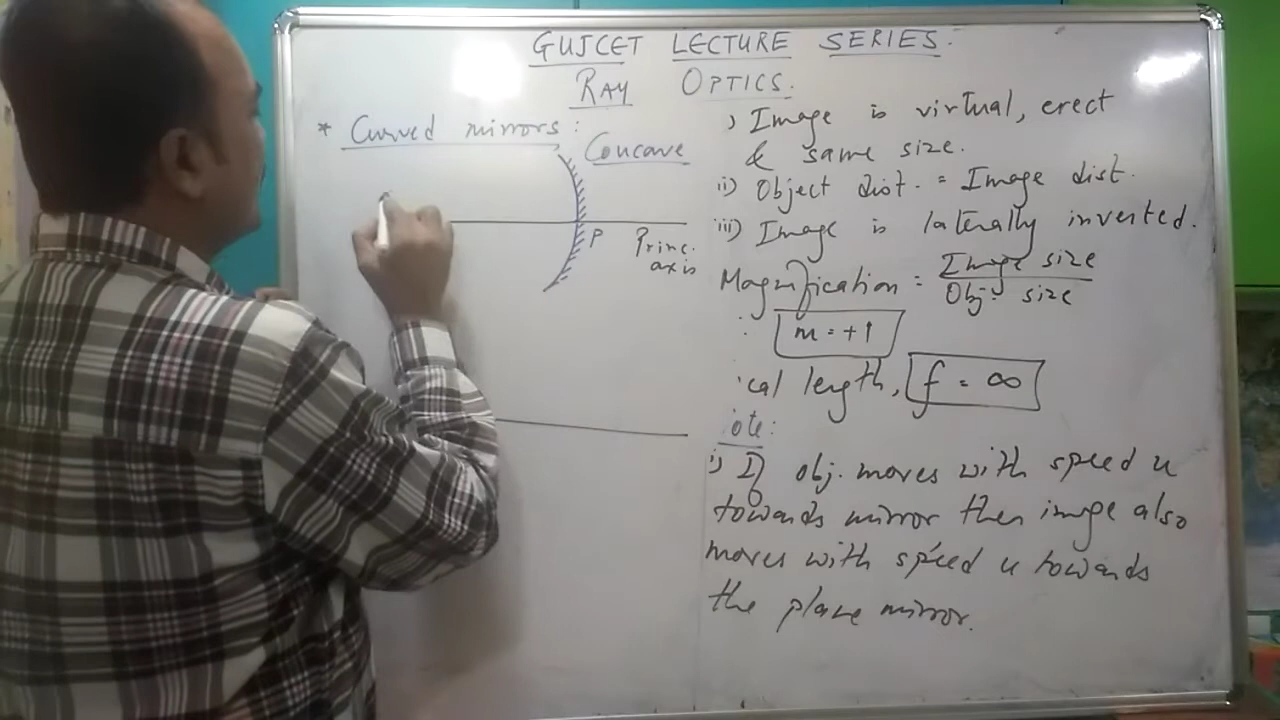 GUJCET LECTURE SERIES.
RAY OPTICS.
* Curved mirrors:
Concave
P
Princ.
axis
i) Image is virtual, erect
& same size.
ii) Object dist. = Image dist.
iii) Image is laterally inverted.
Magnification = Image size
Obj. size
m = +1
ical length, f = ∞
ote:
i) If obj. moves with speed u
towards mirror then image also
moves with speed u towards
the plane mirror.